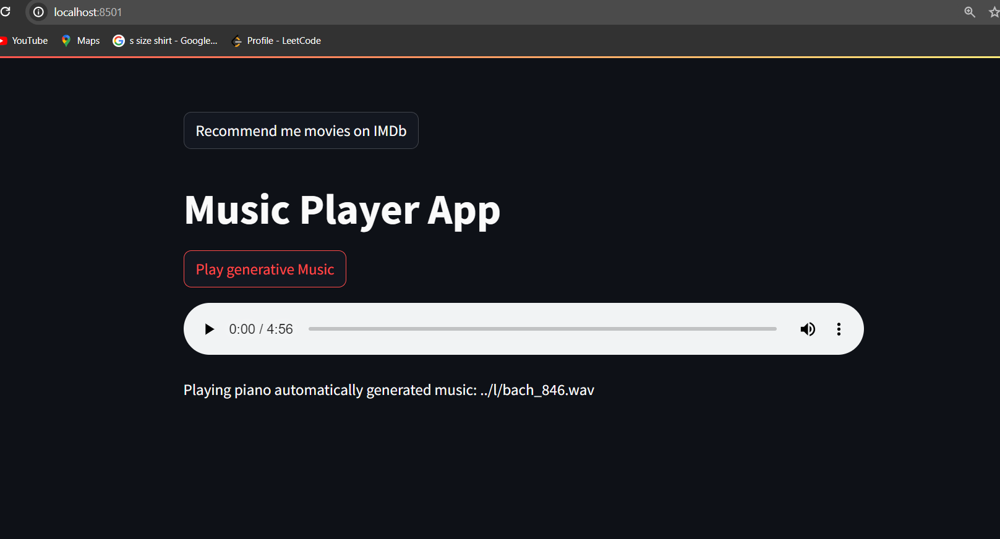 localhost:8501
YouTube Maps s size shirt - Google... Profile - LeetCode
Recommend me movies on IMDb
Music Player App
Play generative Music
0:00 / 4:56
Playing piano automatically generated music: ../l/bach_846.wav